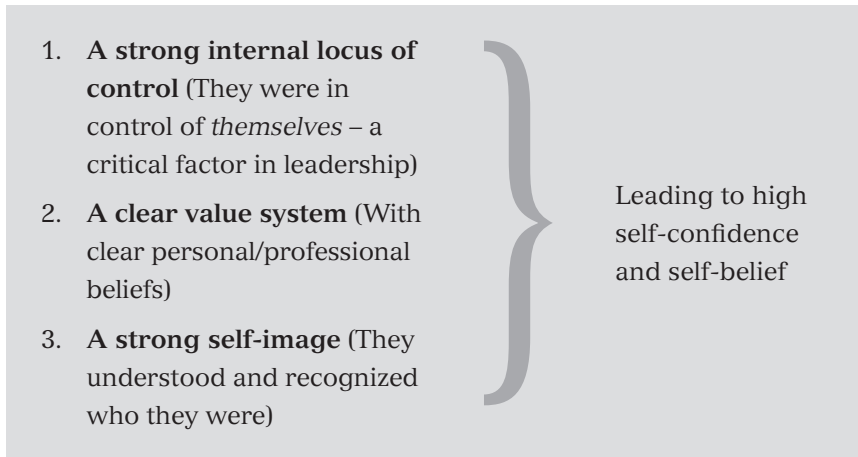 1. A strong internal locus of
control (They were in
control of themselves – a
critical factor in leadership)
2. A clear value system (With
clear personal/professional
beliefs)
3. A strong self-image (They
understood and recognized
who they were)
Leading to high
self-confidence
and self-belief